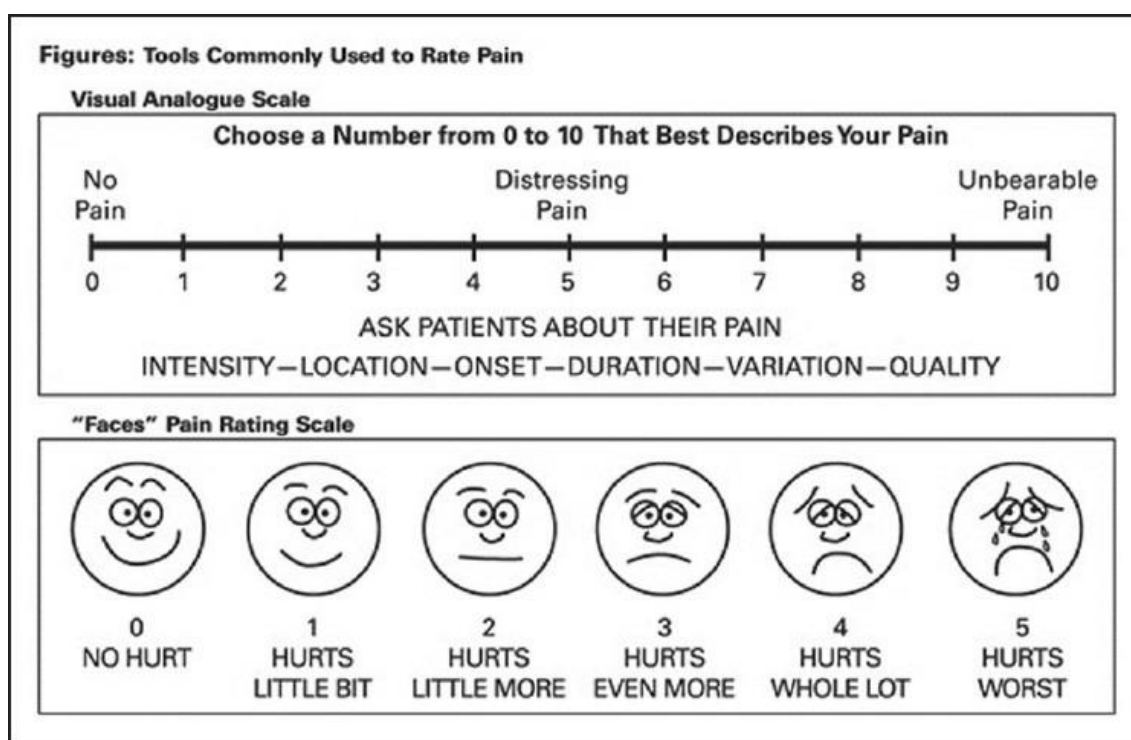 Figures: Tools Commonly Used to Rate Pain
Visual Analogue Scale
Choose a Number from 0 to 10 That Best Describes Your Pain
No Pain
Distressing Pain
Unbearable Pain
0 1 2 3 4 5 6 7 8 9 10
ASK PATIENTS ABOUT THEIR PAIN
INTENSITY—LOCATION—ONSET—DURATION—VARIATION—QUALITY
"Faces" Pain Rating Scale
0
NO HURT
1
HURTS
LITTLE BIT
2
HURTS
LITTLE MORE
3
HURTS
EVEN MORE
4
HURTS
WHOLE LOT
5
HURTS
WORST